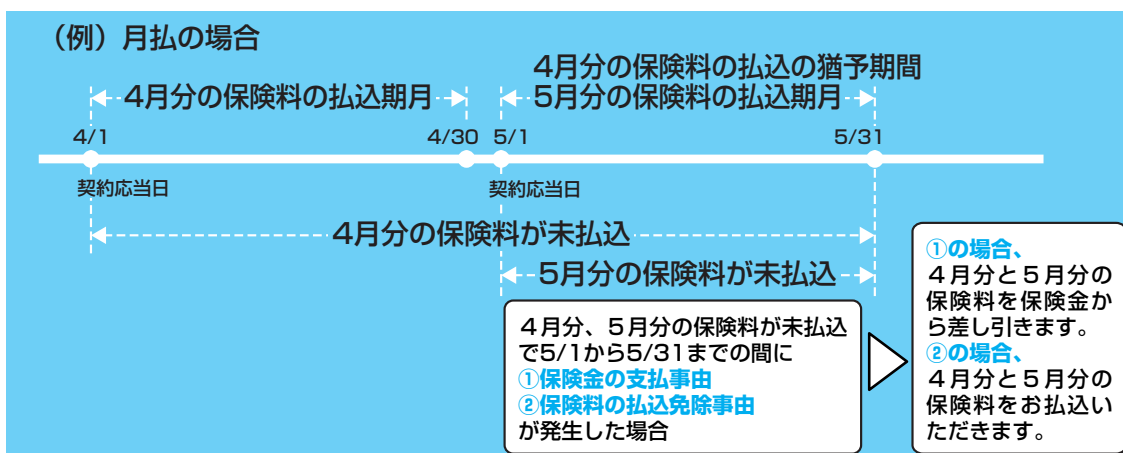 （例）月払の場合
4月分の保険料の払込の猶予期間
4月分の保険料の払込期月
5月分の保険料の払込期月
4/1
4/30
5/1
5/31
契約応当日
契約応当日
4月分の保険料が未払込
5月分の保険料が未払込
４月分、５月分の保険料が未払込
で5/1から5/31までの間に
①保険金の支払事由
②保険料の払込免除事由
が発生した場合
①の場合、
４月分と５月分の
保険料を保険金か
ら差し引きます。
②の場合、
４月分と５月分の
保険料をお払込い
ただきます。